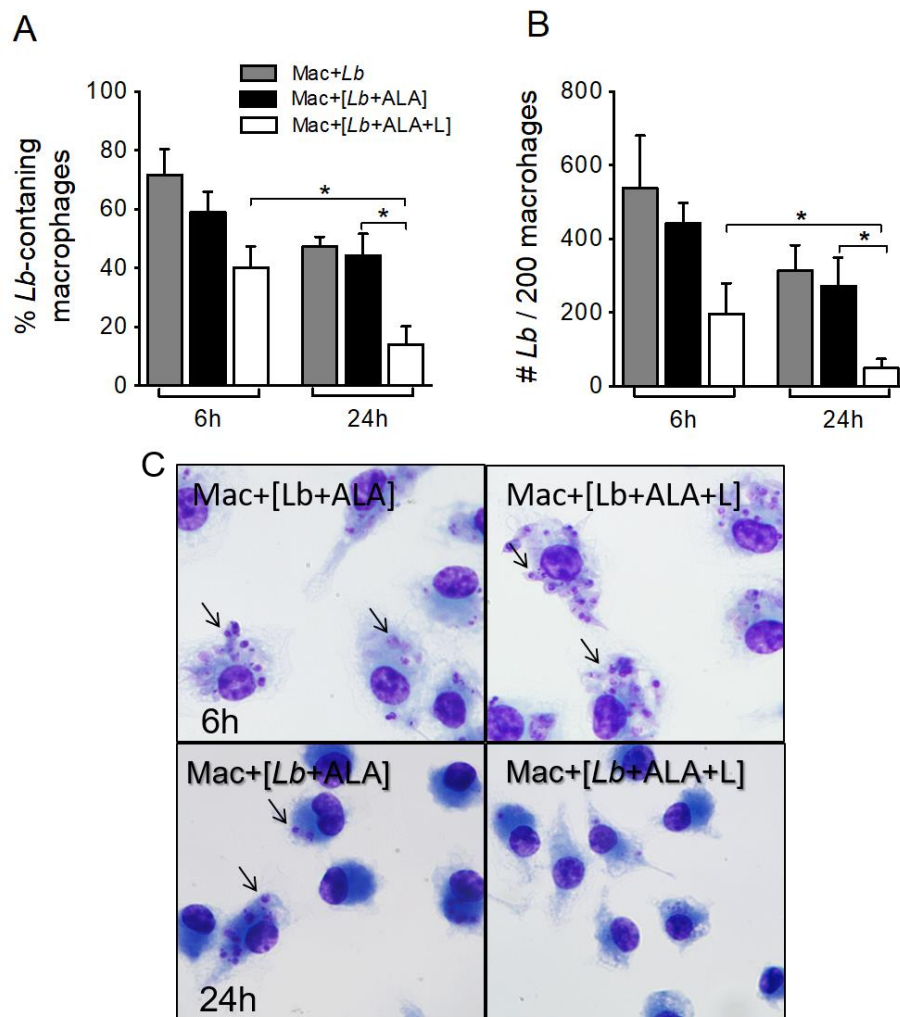 A
B
Mac+Lb
Mac+[Lb+ALA]
Mac+[Lb+ALA+L]
% Lb-contaning
macrophages
100
80
60
40
20
0
*
*
6h
24h
# Lb / 200 macrohages
800
600
400
200
0
*
*
6h
24h
C
Mac+[Lb+ALA]
Mac+[Lb+ALA+L]
6h
Mac+[Lb+ALA]
Mac+[Lb+ALA+L]
24h